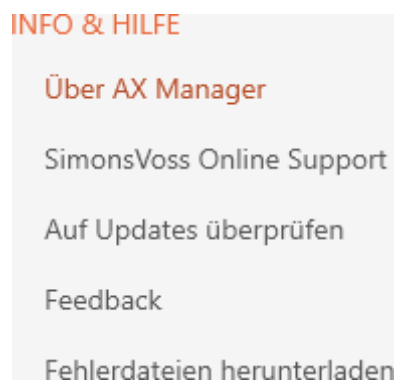 INFO & HILFE
Über AX Manager
SimonsVoss Online Support
Auf Updates überprüfen
Feedback
Fehlerdateien herunterladen